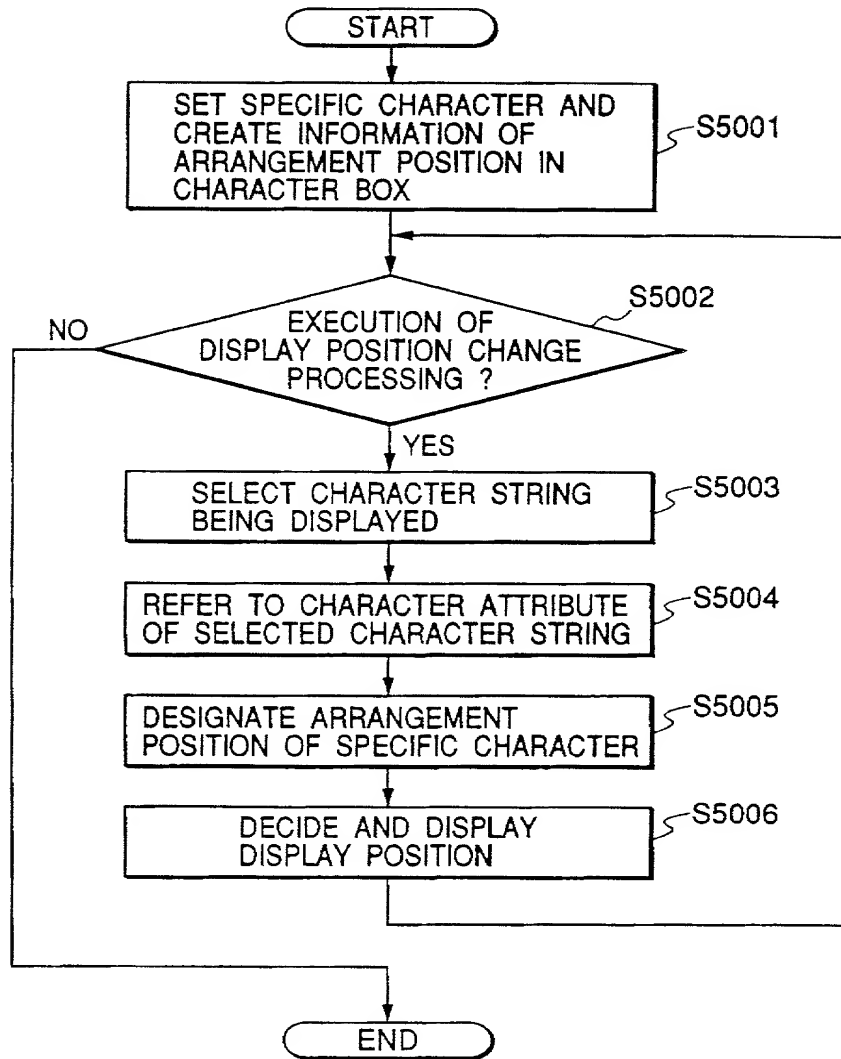 START
SET SPECIFIC CHARACTER AND
CREATE INFORMATION OF
ARRANGEMENT POSITION IN
CHARACTER BOX
S5001
S5002
NO
EXECUTION OF
DISPLAY POSITION CHANGE
PROCESSING ?
YES
SELECT CHARACTER STRING
BEING DISPLAYED
S5003
REFER TO CHARACTER ATTRIBUTE
OF SELECTED CHARACTER STRING
S5004
DESIGNATE ARRANGEMENT
POSITION OF SPECIFIC CHARACTER
S5005
DECIDE AND DISPLAY
DISPLAY POSITION
S5006
END